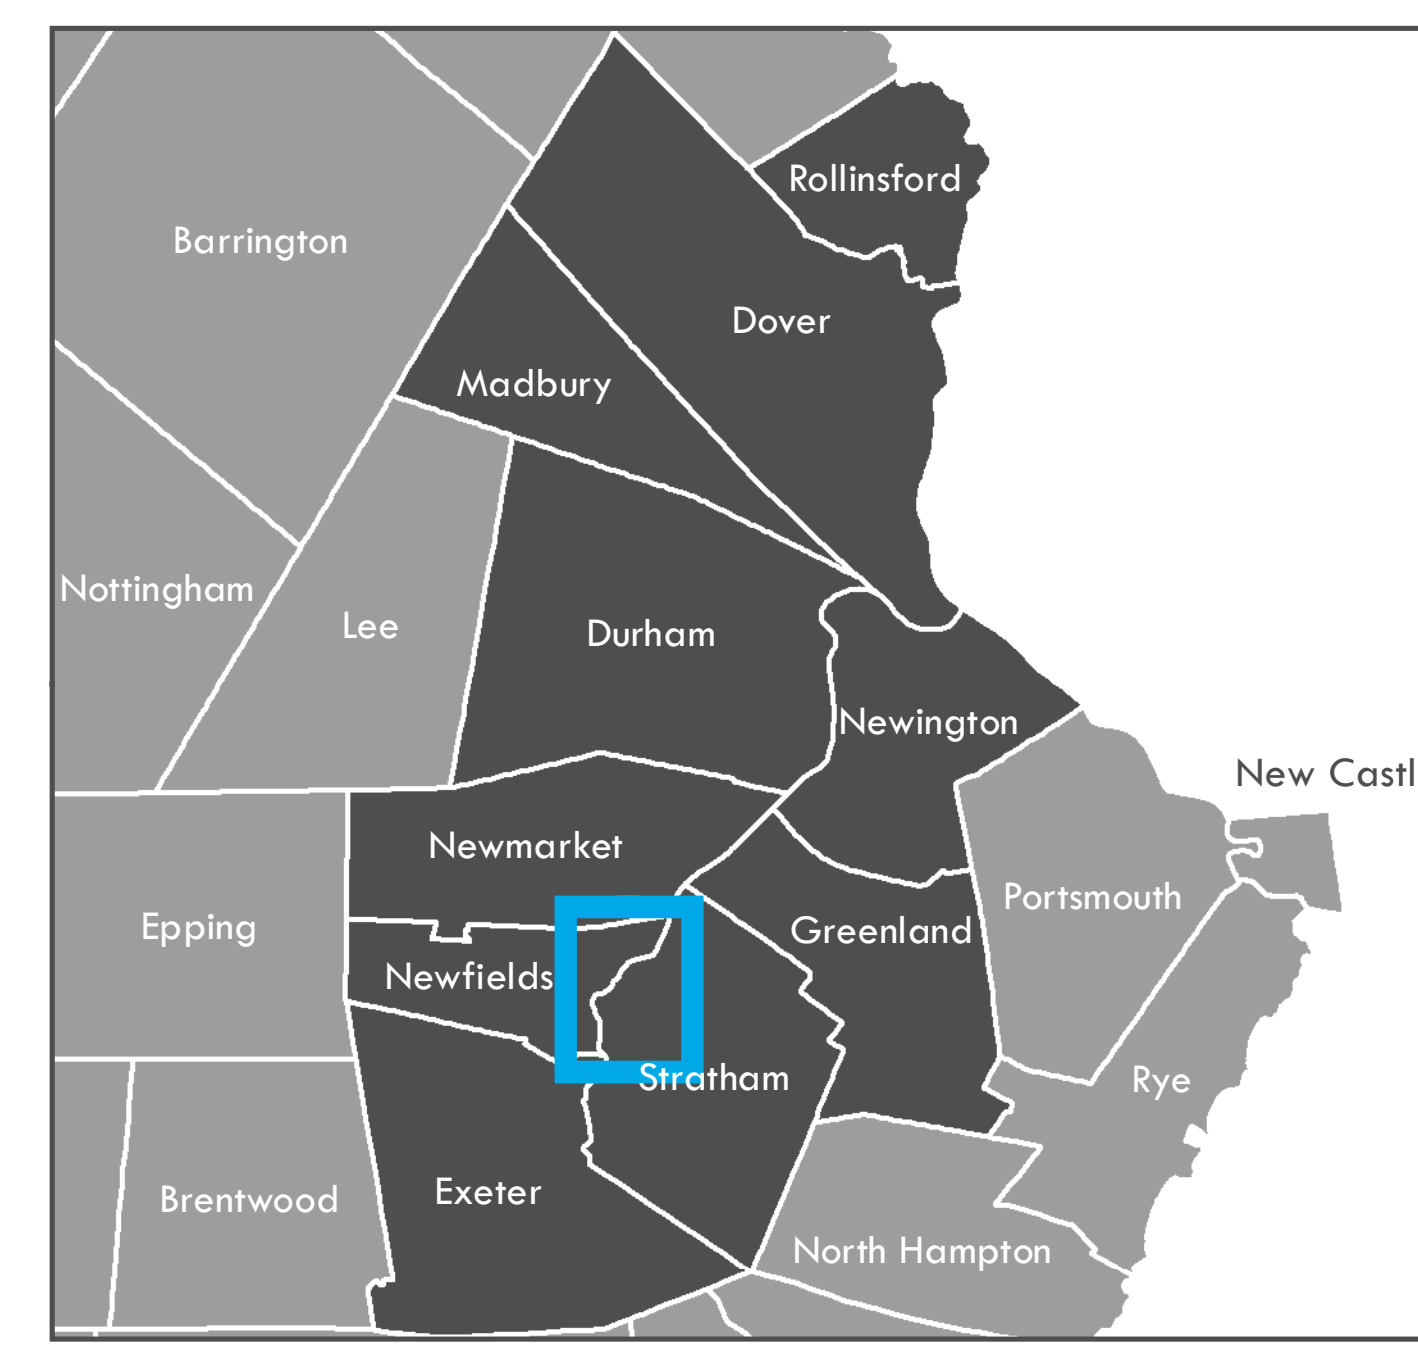 Rollinsford
Barrington
Dover
Madbury
Nottingham
Lee
Durham
Newington
New Castl
Newmarket
Portsmouth
Epping
Greenland
Newfields
Stratham
Rye
Exeter
Brentwood
North Hampton